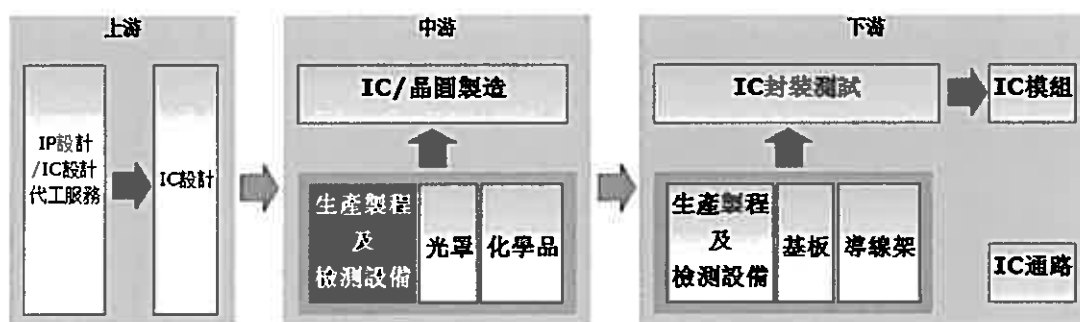 上游
IP設計
/IC設計
代工服務
IC設計
中游
IC/晶圓製造
生產製程
及
檢測設備
光罩
化學品
下游
IC封裝測試
IC模組
生產製程
及
檢測設備
基板
導線架
IC通路